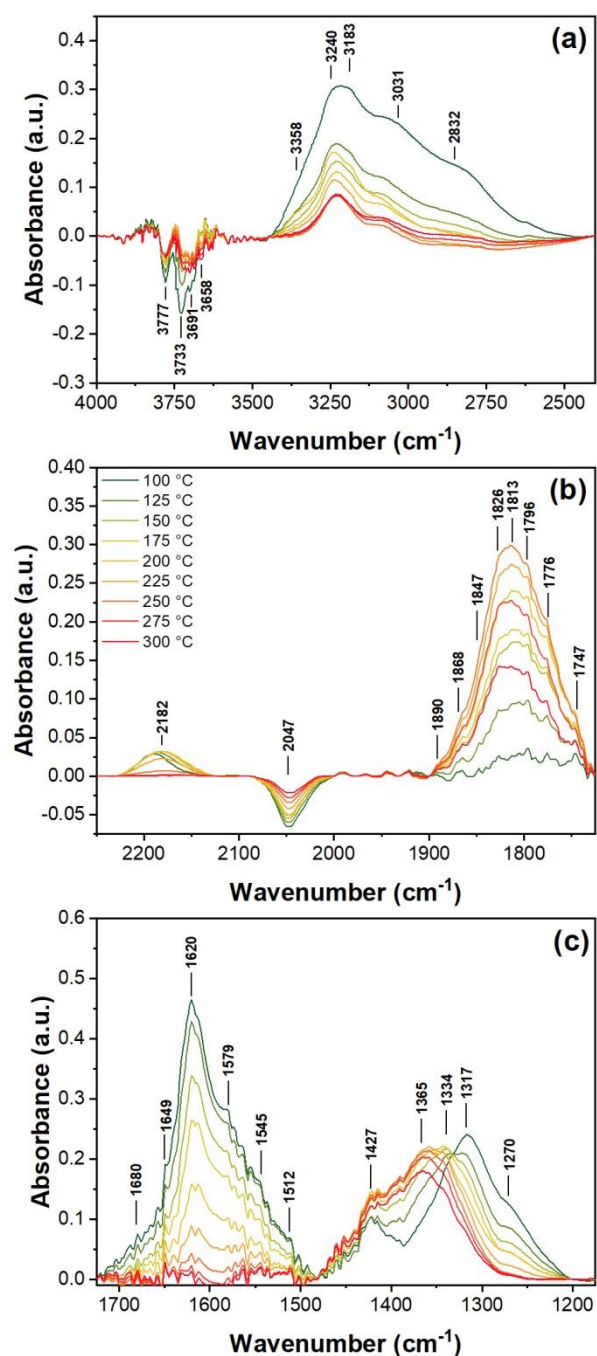 (a)
3240
3183
3358
3031
2832
3777
3733
3691
3658
0.4
0.3
0.2
0.1
0.0
-0.1
-0.2
-0.3
Absorbance (a.u.)
4000 3750 3500 3250 3000 2750 2500
Wavenumber (cm-1)
(b)
100 °C
125 °C
150 °C
175 °C
200 °C
225 °C
250 °C
275 °C
300 °C
2182
2047
1890
1868
1847
1826
1813
1796
1776
1747
0.40
0.35
0.30
0.25
0.20
0.15
0.10
0.05
0.00
-0.05
Absorbance (a.u.)
2200 2100 2000 1900 1800
Wavenumber (cm-1)
(c)
1680
1649
1620
1579
1545
1512
1427
1365
1334
1317
1270
0.6
0.5
0.4
0.3
0.2
0.1
0.0
Absorbance (a.u.)
1700 1600 1500 1400 1300 1200
Wavenumber (cm-1)